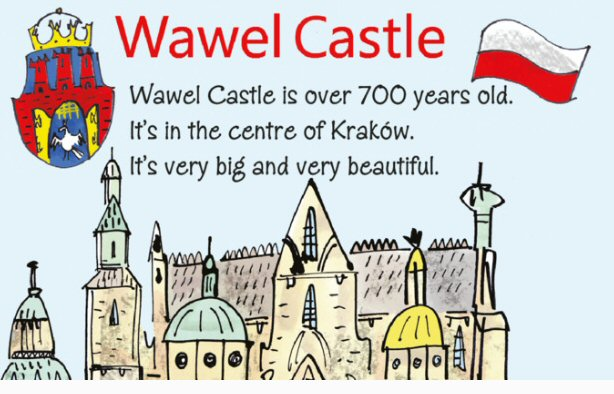 Wawel Castle
Wawel Castle is over 700 years old.
It's in the centre of Kraków.
It's very big and very beautiful.